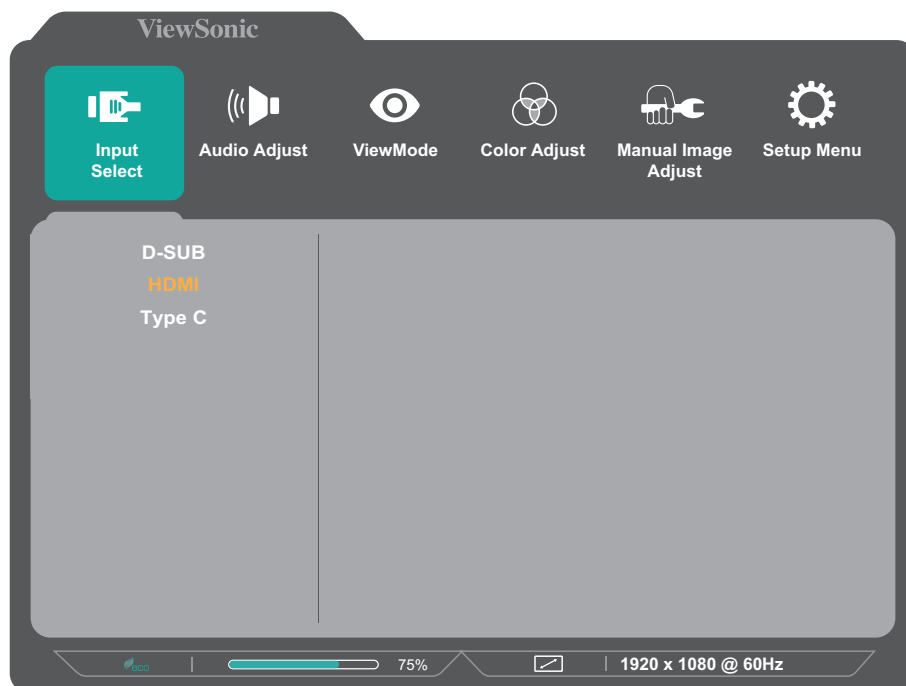 ViewSonic
Input Select
Audio Adjust
ViewMode
Color Adjust
Manual Image Adjust
Setup Menu
D-SUB
HDMI
Type C
eco
75%
1920 x 1080 @ 60Hz